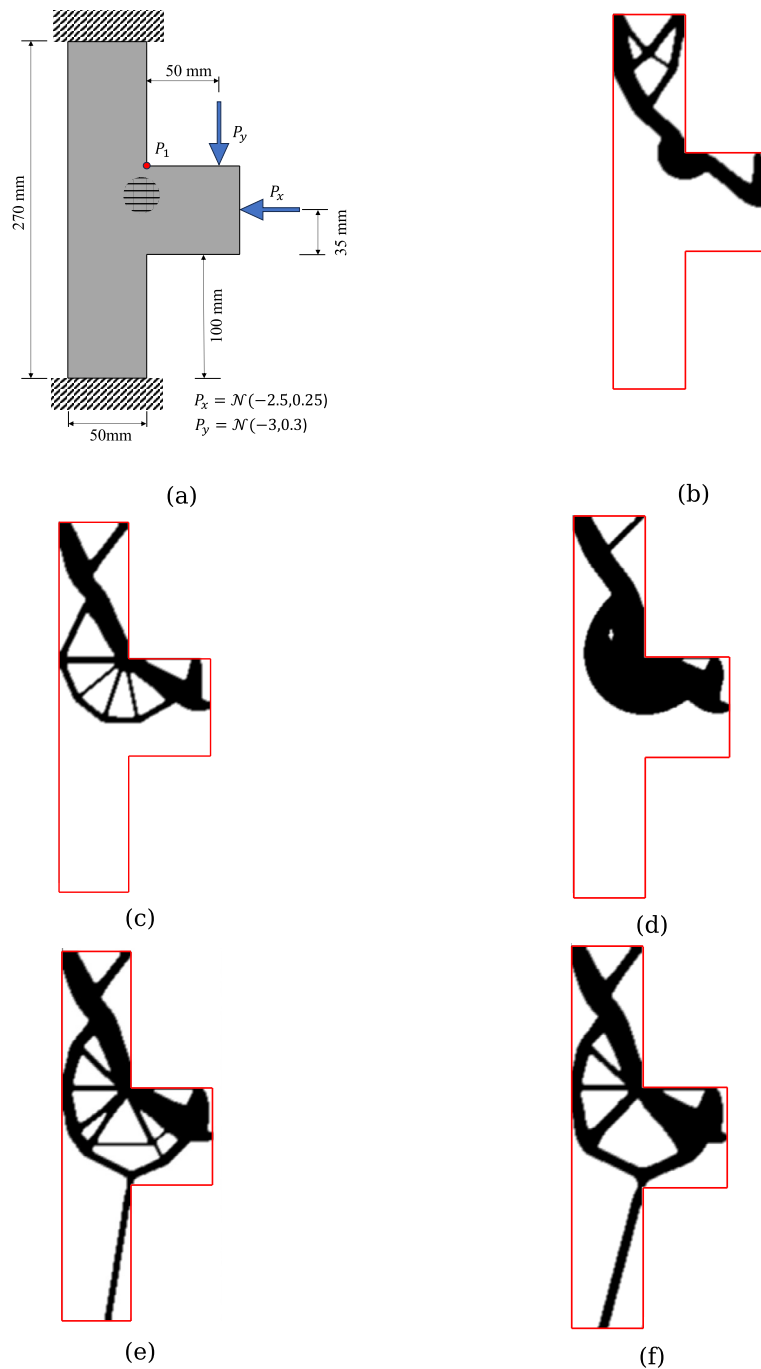 50 mm
P₁
P_y
P_x
270 mm
35 mm
100 mm
P_x = 𝒩(−2.5,0.25)
P_y = 𝒩(−3,0.3)
50mm
(a)
(b)
(c)
(d)
(e)
(f)